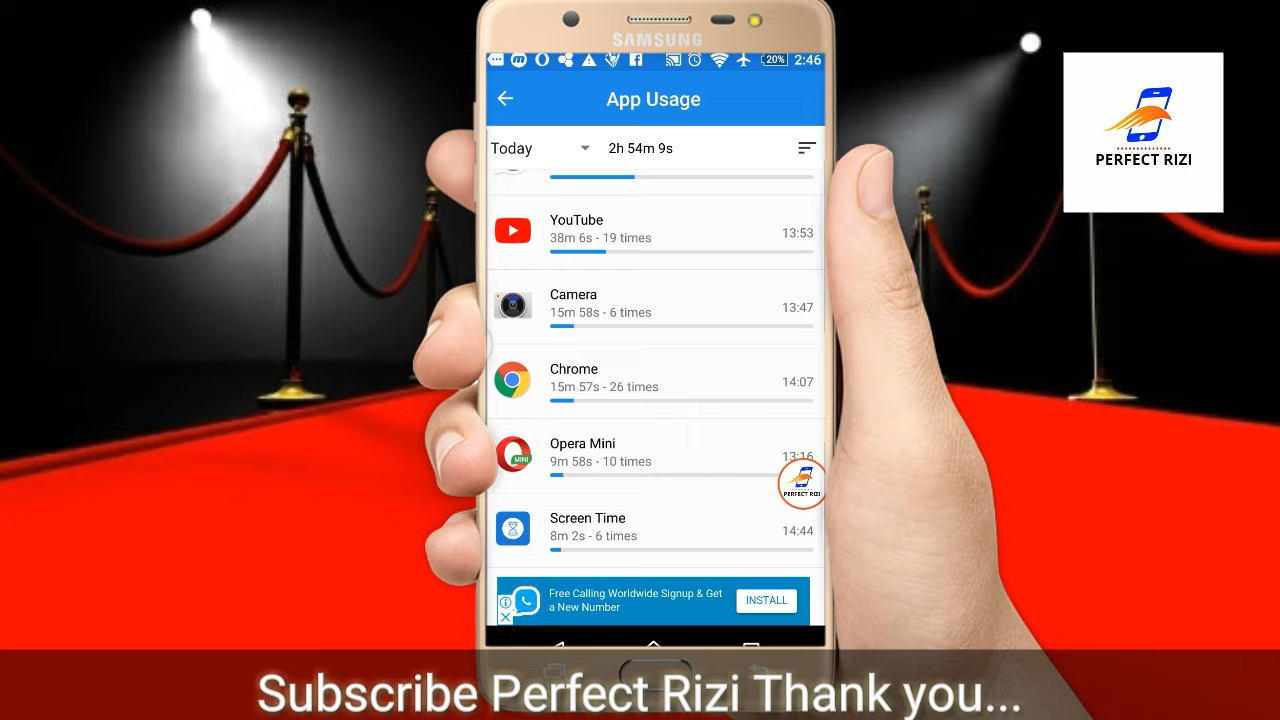 SAMSUNG
20% 2:46
App Usage
Today 2h 54m 9s
YouTube
38m 6s - 19 times 13:53
Camera
15m 58s - 6 times 13:47
Chrome
15m 57s - 26 times 14:07
Opera Mini
9m 58s - 10 times 13:16
MINI
PERFECT RIZI
Screen Time
8m 2s - 6 times 14:44
Free Calling Worldwide Signup & Get
a New Number
INSTALL
PERFECT RIZI
Subscribe Perfect Rizi Thank you...